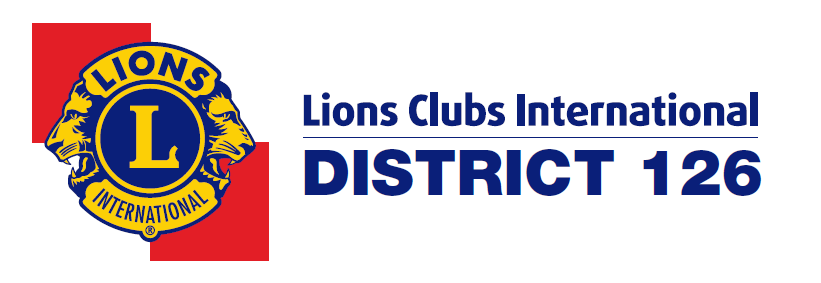 LIONS
L
INTERNATIONAL
®
Lions Clubs International
DISTRICT 126